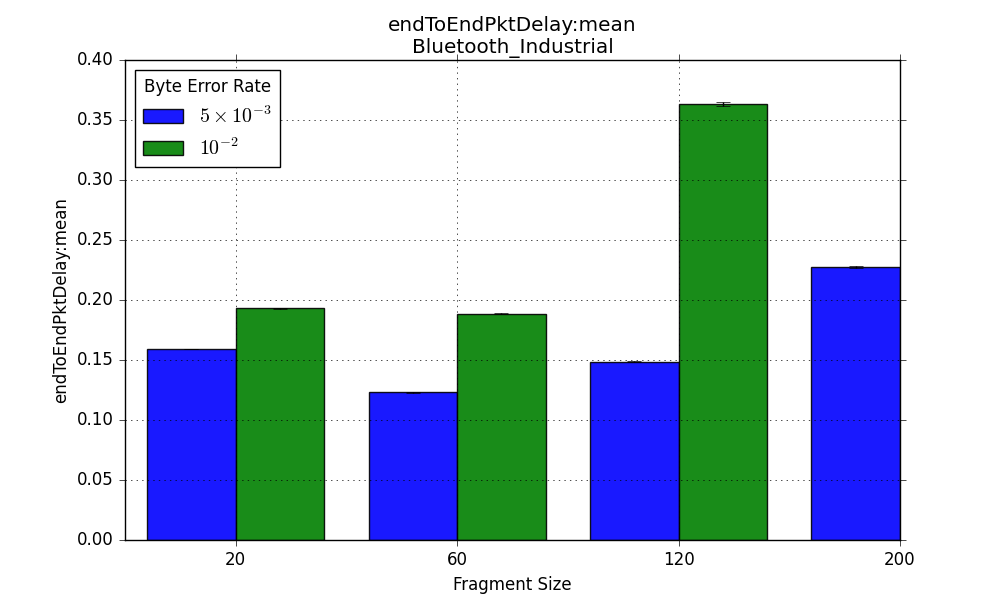 endToEndPktDelay:mean
Bluetooth_Industrial
Byte Error Rate
5 × 10⁻³
10⁻²
endToEndPktDelay:mean
0.40
0.35
0.30
0.25
0.20
0.15
0.10
0.05
0.00
20 60 120 200
Fragment Size